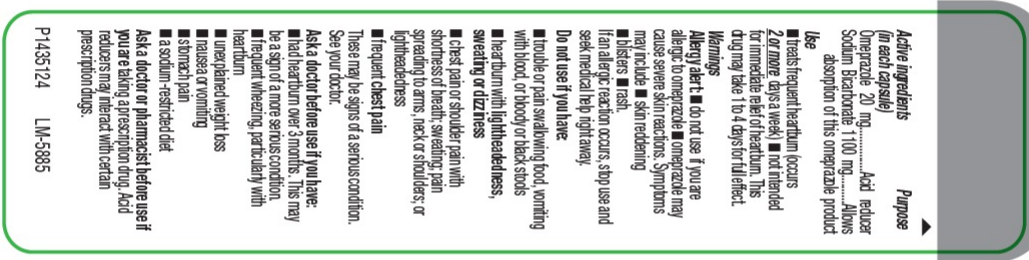 Active ingredients Purpose
(in each capsule)
Omeprazole 20 mg...............Acid reducer
Sodium Bicarbonate 1100 mg.........Allows
absorption of this omeprazole product
Use
■ treats frequent heartburn (occurs
2 or more days a week) ■ not intended
for immediate relief of heartburn. This
drug may take 1 to 4 days for full effect.
Warnings
Allergy alert: ■ do not use if you are
allergic to omeprazole ■ omeprazole may
cause severe skin reactions. Symptoms
may include: ■ skin reddening
■ blisters ■ rash.
If an allergic reaction occurs, stop use and
seek medical help right away.
Do not use if you have:
■ trouble or pain swallowing food, vomiting
with blood, or bloody or black stools
■ heartburn with lightheadedness,
sweating or dizziness
■ chest pain or shoulder pain with
shortness of breath; sweating; pain
spreading to arms, neck or shoulders; or
lightheadedness
■ frequent chest pain
These may be signs of a serious condition.
See your doctor.
Ask a doctor before use if you have:
■ had heartburn over 3 months. This may
be a sign of a more serious condition.
■ frequent wheezing, particularly with
heartburn
■ unexplained weight loss
■ nausea or vomiting
■ stomach pain
■ a sodium-restricted diet
Ask a doctor or pharmacist before use if
you are taking a prescription drug. Acid
reducers may interact with certain
prescription drugs.
P1435124 LM-5885